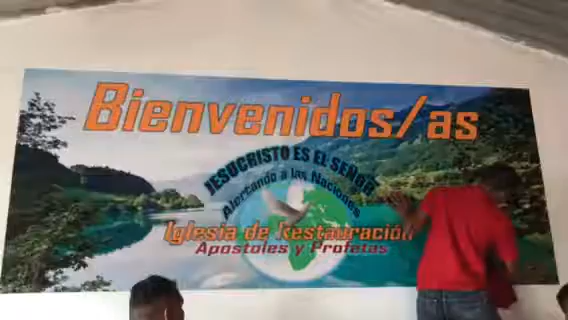 Bienvenidos/as
JESUCRISTO ES EL SEÑOR
Alertando a las Naciones
Iglesia de Restauración
Apostoles y Profetas